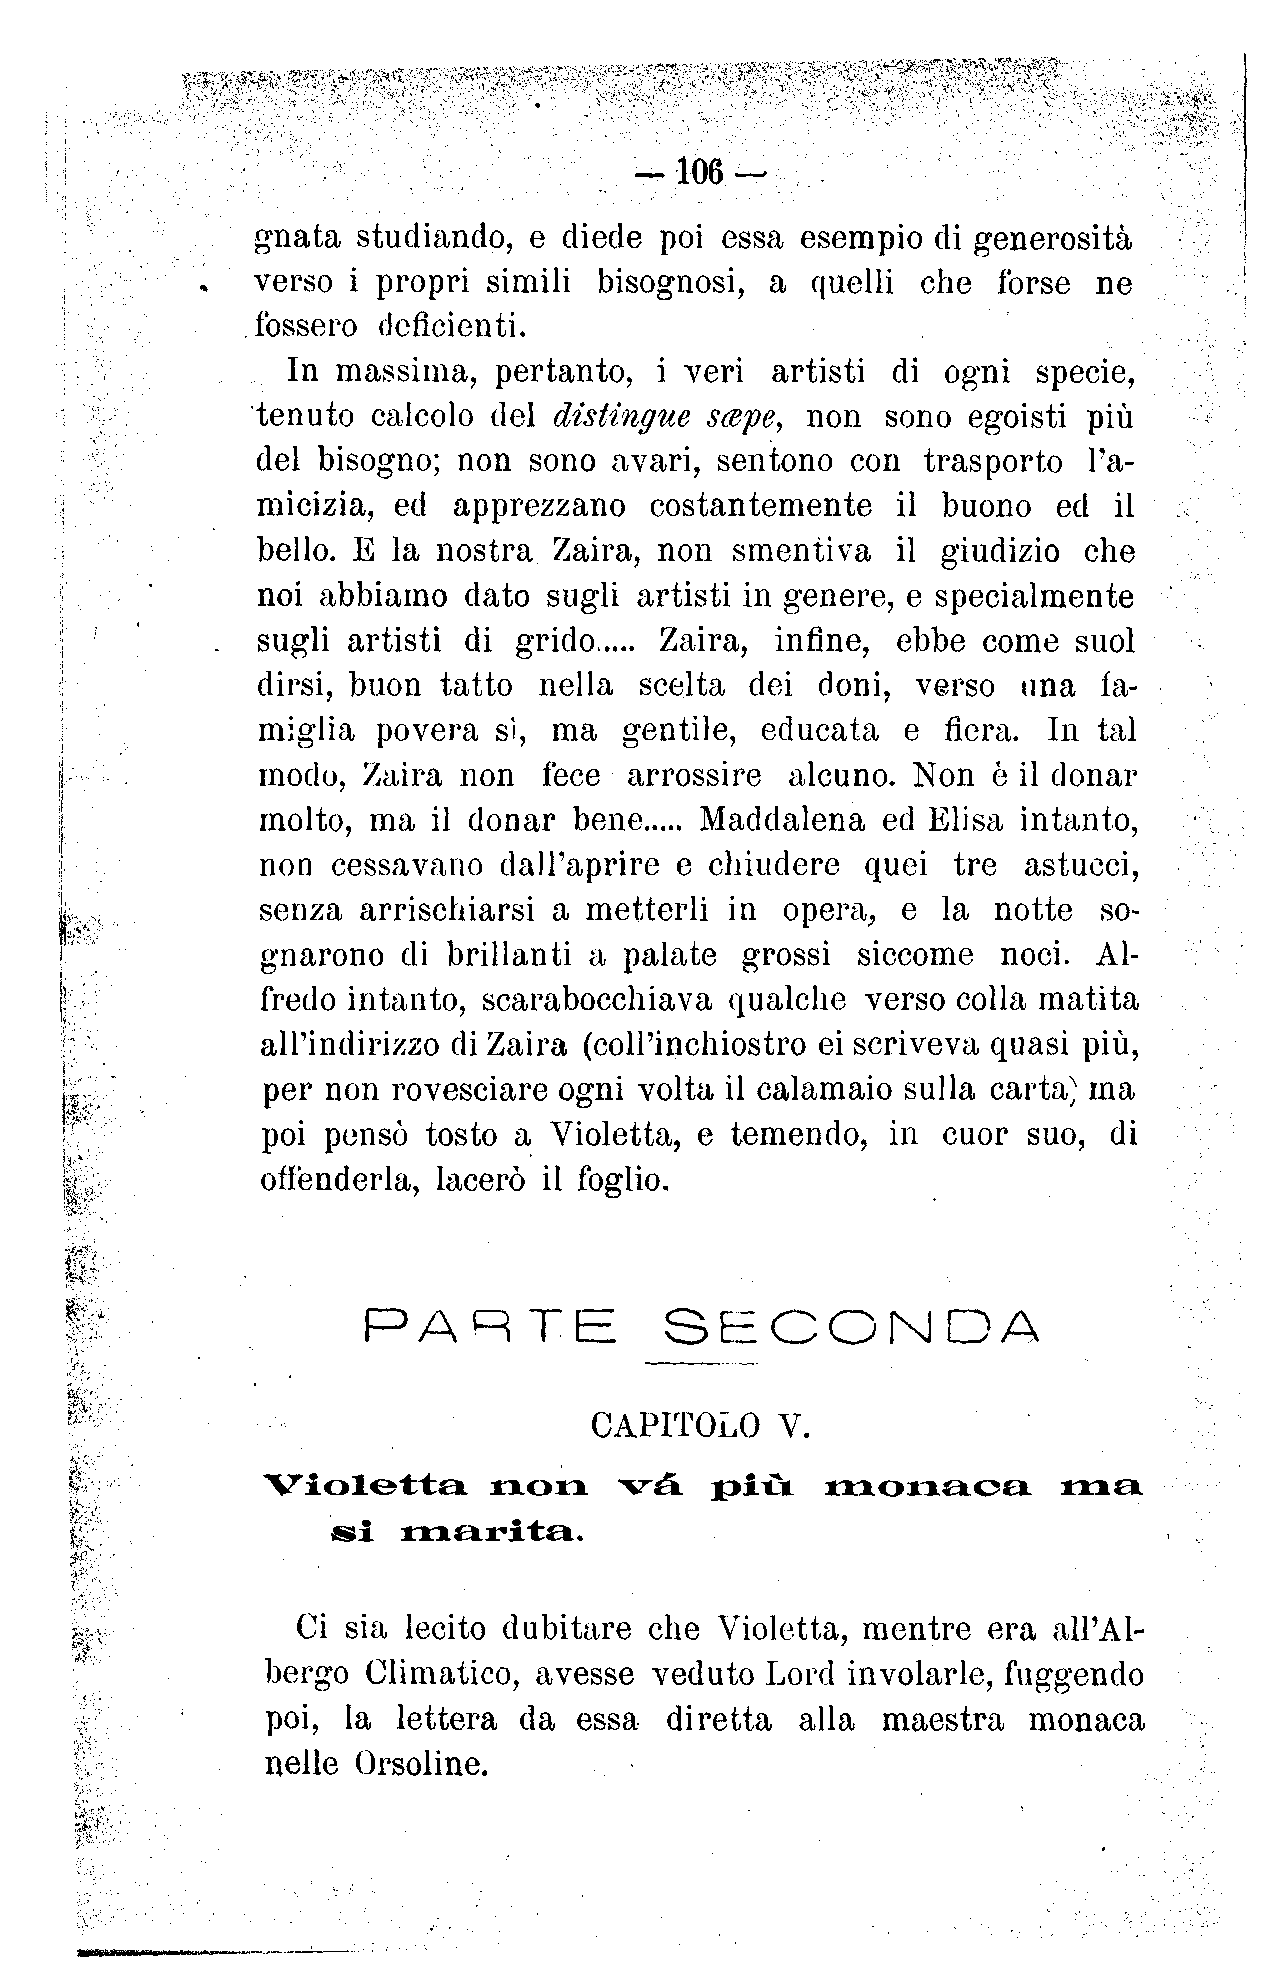 — 106 —
gnata studiando, e diede poi essa esempio di generosità
verso i propri simili bisognosi, a quelli che forse ne
fossero deficienti.
In massima, pertanto, i veri artisti di ogni specie,
tenuto calcolo del distingue sæpe, non sono egoisti più
del bisogno; non sono avari, sentono con trasporto l'a-
micizia, ed apprezzano costantemente il buono ed il
bello. E la nostra Zaira, non smentiva il giudizio che
noi abbiamo dato sugli artisti in genere, e specialmente
sugli artisti di grido..... Zaira, infine, ebbe come suol
dirsi, buon tatto nella scelta dei doni, verso una fa-
miglia povera sì, ma gentile, educata e fiera. In tal
modo, Zaira non fece arrossire alcuno. Non è il donar
molto, ma il donar bene..... Maddalena ed Elisa intanto,
non cessavano dall'aprire e chiudere quei tre astucci,
senza arrischiarsi a metterli in opera, e la notte so-
gnarono di brillanti a palate grossi siccome noci. Al-
fredo intanto, scarabocchiava qualche verso colla matita
all'indirizzo di Zaira (coll'inchiostro ei scriveva quasi più,
per non rovesciare ogni volta il calamaio sulla carta) ma
poi pensò tosto a Violetta, e temendo, in cuor suo, di
offenderla, lacerò il foglio.
PARTE SECONDA
CAPITOLO V.
Violetta non vá più monaca ma
si marita.
Ci sia lecito dubitare che Violetta, mentre era all'Al-
bergo Climatico, avesse veduto Lord involarle, fuggendo
poi, la lettera da essa diretta alla maestra monaca
nelle Orsoline.